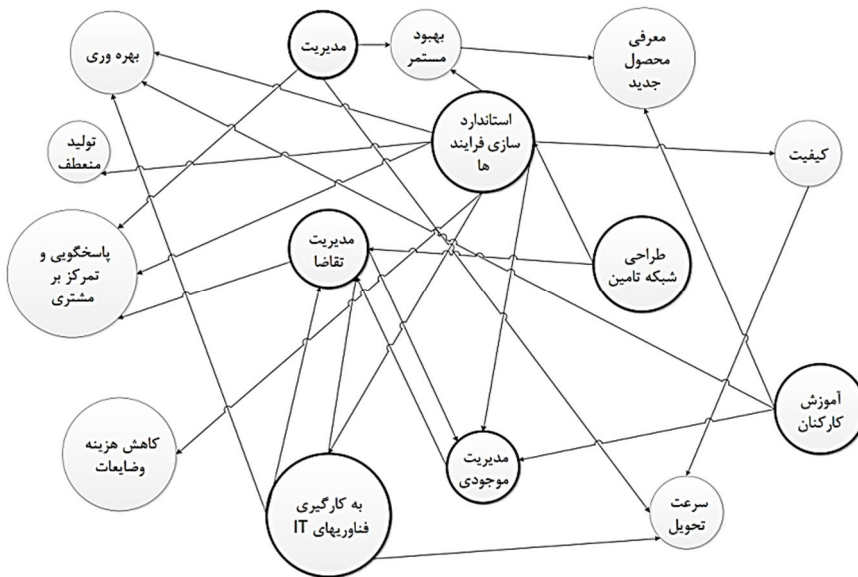 معرفی
محصول
جدید
بهبود
مستمر
مدیریت
بهره وری
استاندارد
سازی فرایند
ها
کیفیت
تولید
منعطف
طراحی
شبکه تامین
مدیریت
تقاضا
پاسخگویی و
تمرکز بر
مشتری
آموزش
کارکنان
مدیریت
موجودی
کاهش هزینه
وضایعات
سرعت
تحویل
به کارگیری
فناوریهای IT